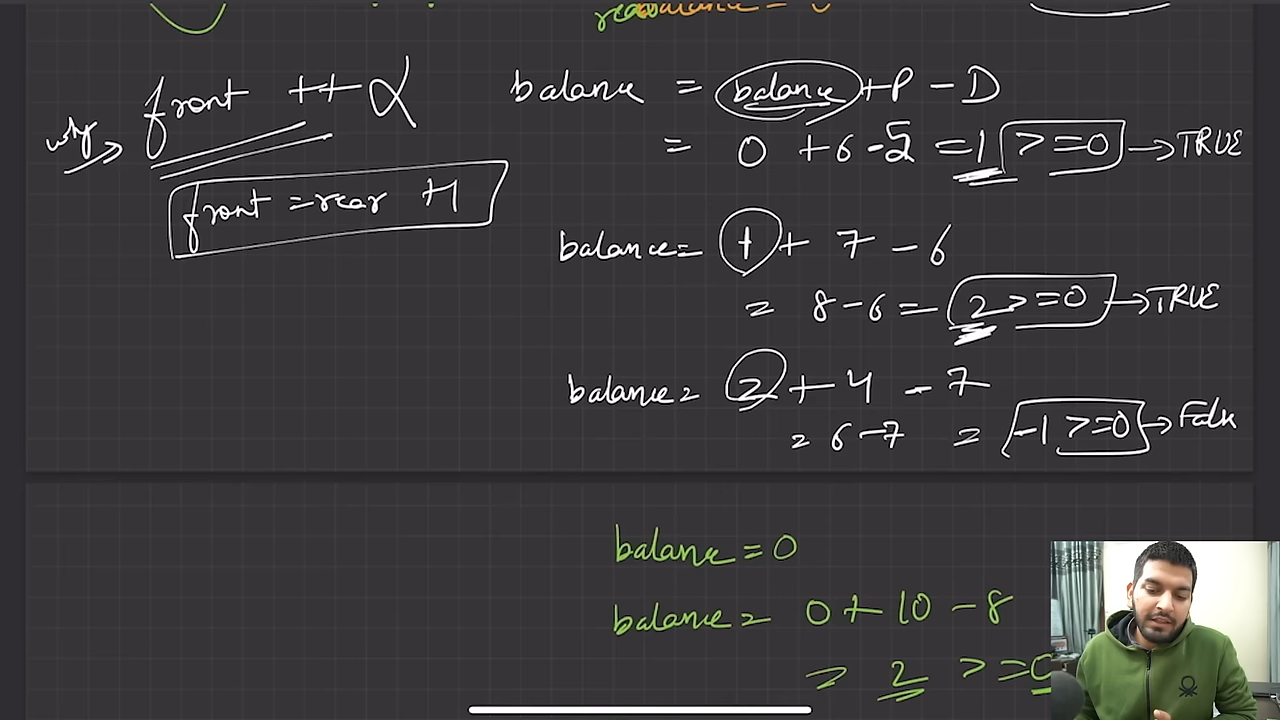 balance = 0
why
front ++
front = rear + 1
balance = balance + P - D
= 0 + 6 - 5 = 1 >= 0 → TRUE
balance = 1 + 7 - 6
= 8 - 6 = 2 >= 0 → TRUE
balance = 2 + 4 - 7
= 6 - 7 = -1 >= 0 → False
balance = 0
balance = 0 + 10 - 8
= 2 >= 0